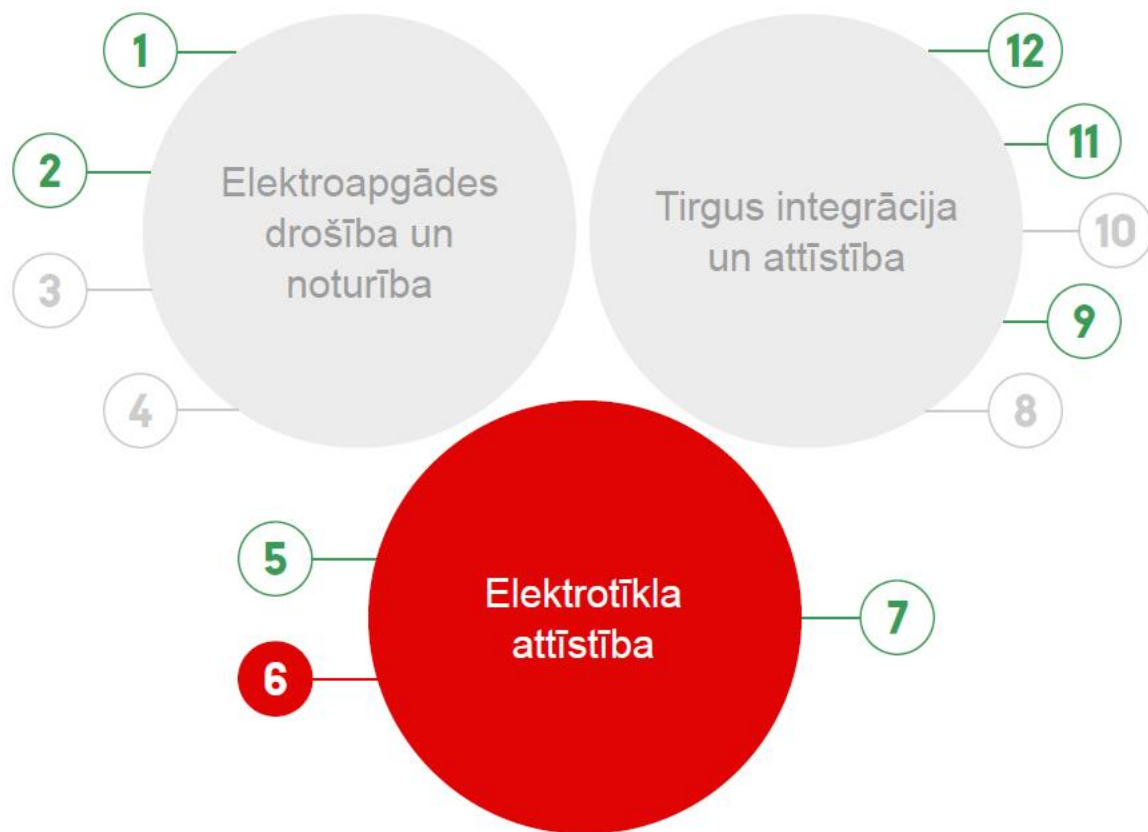 1
2
3
4
Elektroapgādes
drošība un
noturība
12
11
10
9
8
Tirgus integrācija
un attīstība
5
6
7
Elektrotīkla
attīstība